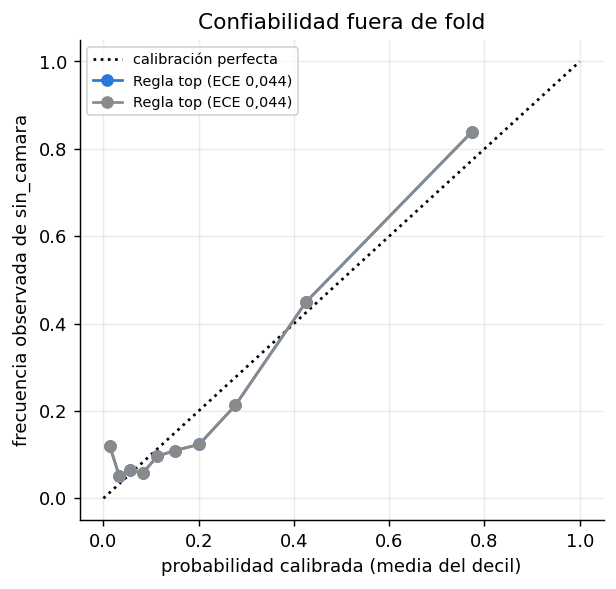 Confiabilidad fuera de fold
calibración perfecta
Regla top (ECE 0,044)
Regla top (ECE 0,044)
frecuencia observada de sin_camara
1.0
0.8
0.6
0.4
0.2
0.0
0.0 0.2 0.4 0.6 0.8 1.0
probabilidad calibrada (media del decil)